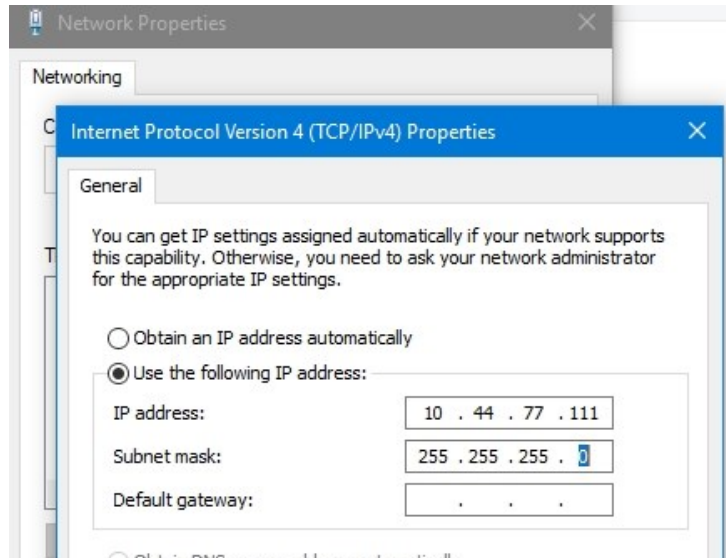 Network Properties
Networking
C
Internet Protocol Version 4 (TCP/IPv4) Properties
General
You can get IP settings assigned automatically if your network supports
this capability. Otherwise, you need to ask your network administrator
for the appropriate IP settings.
T
Obtain an IP address automatically
Use the following IP address:
IP address: 10 . 44 . 77 . 111
Subnet mask: 255 . 255 . 255 . 0
Default gateway: . . .